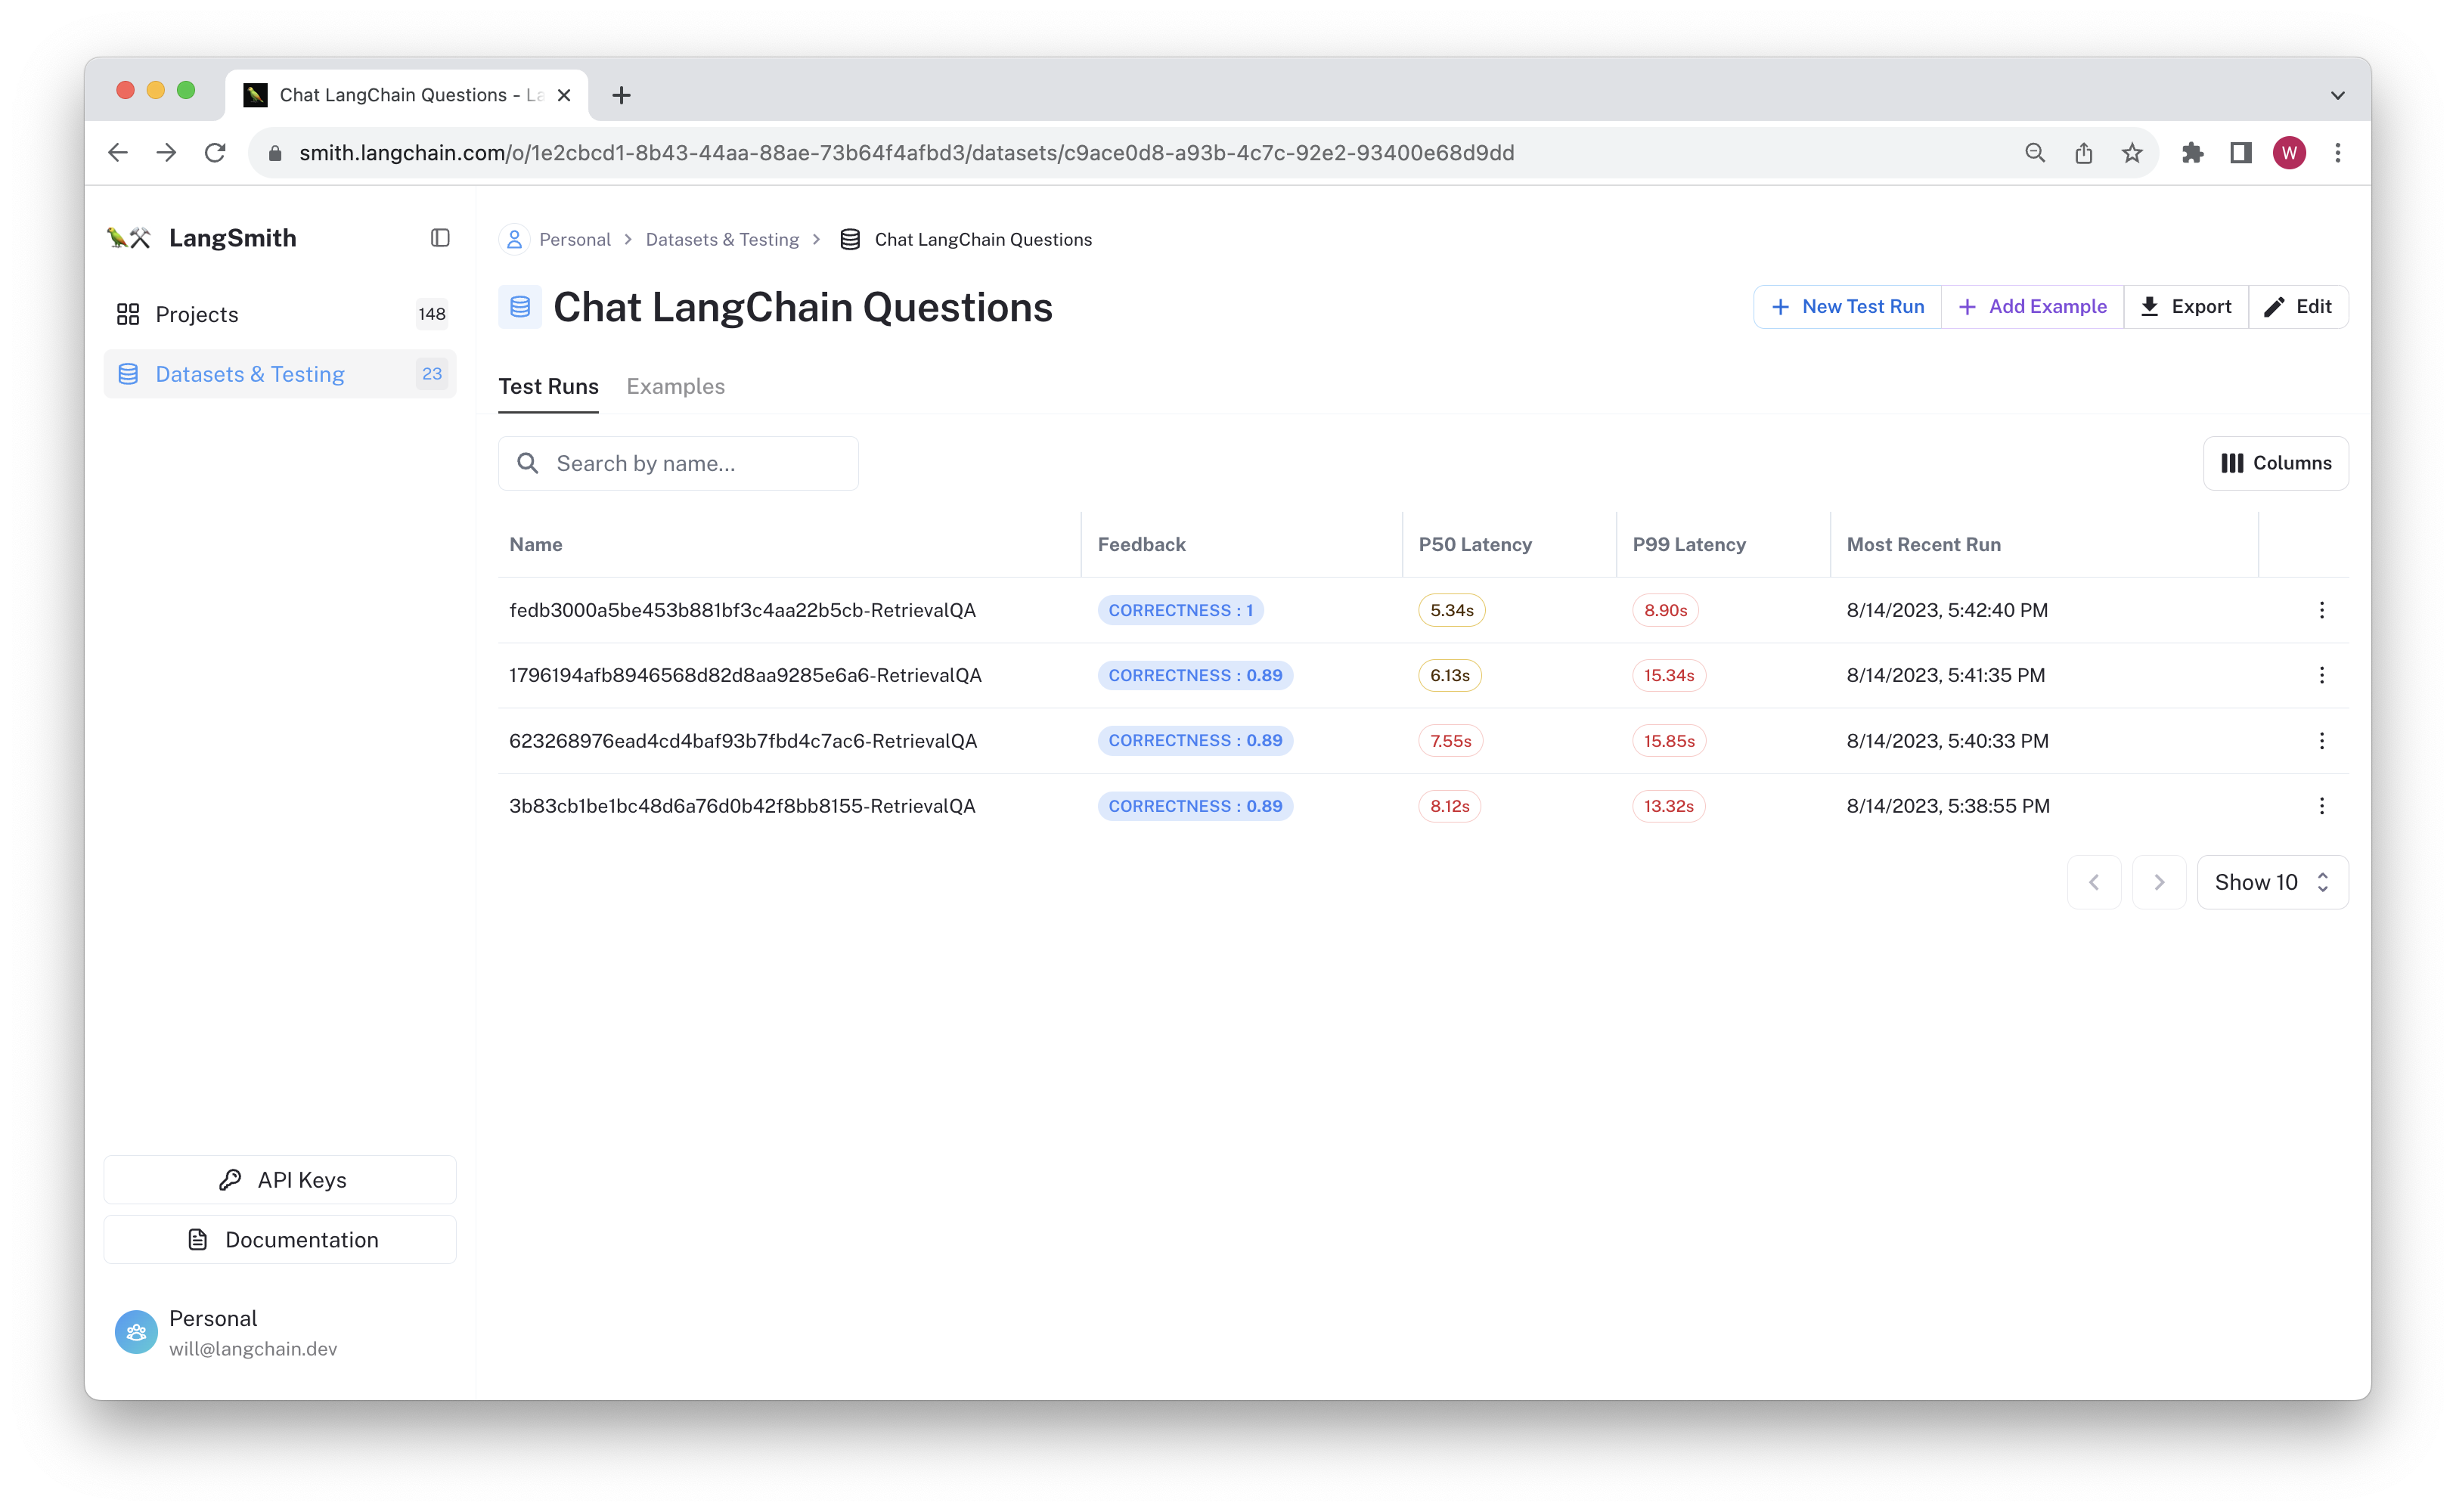 Chat LangChain Questions - La
smith.langchain.com/o/1e2cbcd1-8b43-44aa-88ae-73b64f4afbd3/datasets/c9ace0d8-a93b-4c7c-92e2-93400e68d9dd
W
LangSmith
Projects 148
Datasets & Testing 23
API Keys
Documentation
Personal
will@langchain.dev
Personal > Datasets & Testing > Chat LangChain Questions
Chat LangChain Questions
New Test Run Add Example Export Edit
Test Runs Examples
Search by name...
Columns
Name Feedback P50 Latency P99 Latency Most Recent Run
fedb3000a5be453b881bf3c4aa22b5cb-RetrievalQA CORRECTNESS : 1 5.34s 8.90s 8/14/2023, 5:42:40 PM
1796194afb8946568d82d8aa9285e6a6-RetrievalQA CORRECTNESS : 0.89 6.13s 15.34s 8/14/2023, 5:41:35 PM
623268976ead4cd4baf93b7fbd4c7ac6-RetrievalQA CORRECTNESS : 0.89 7.55s 15.85s 8/14/2023, 5:40:33 PM
3b83cb1be1bc48d6a76d0b42f8bb8155-RetrievalQA CORRECTNESS : 0.89 8.12s 13.32s 8/14/2023, 5:38:55 PM
Show 10